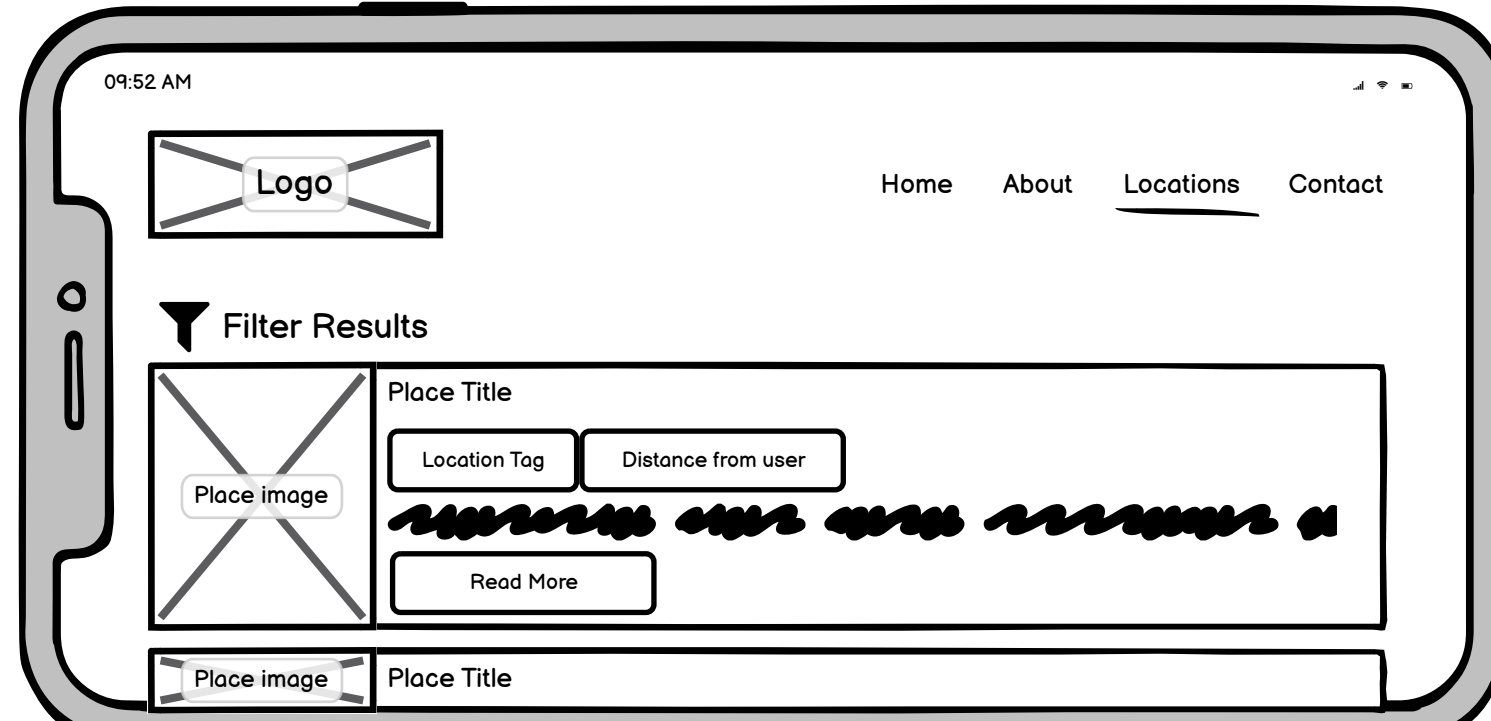 09:52 AM
Logo
Home About Locations Contact
Filter Results
Place Title
Location Tag Distance from user
Place image
Read More
Place image
Place Title